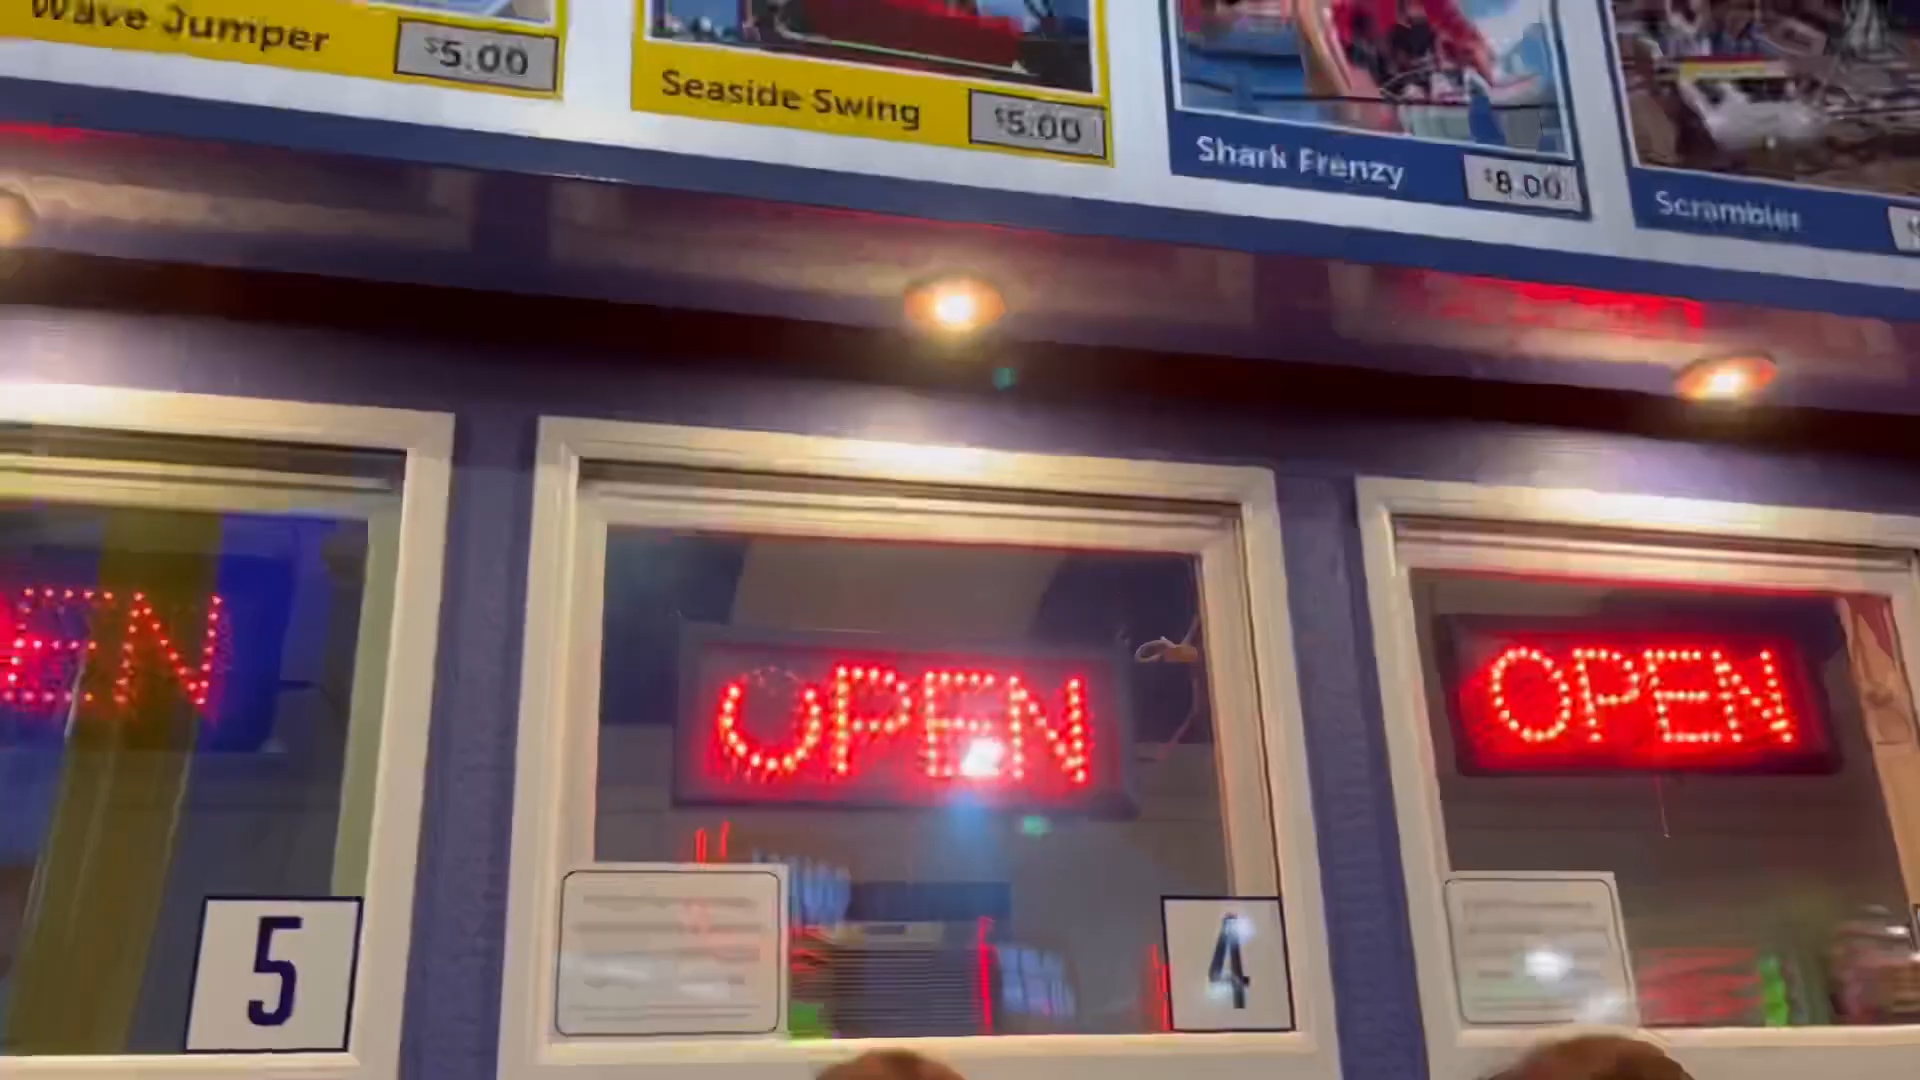 Wave Jumper
$5.00
Seaside Swing
$5.00
Shark Frenzy
$8.00
Scrambler
EN
OPEN
OPEN
5
4